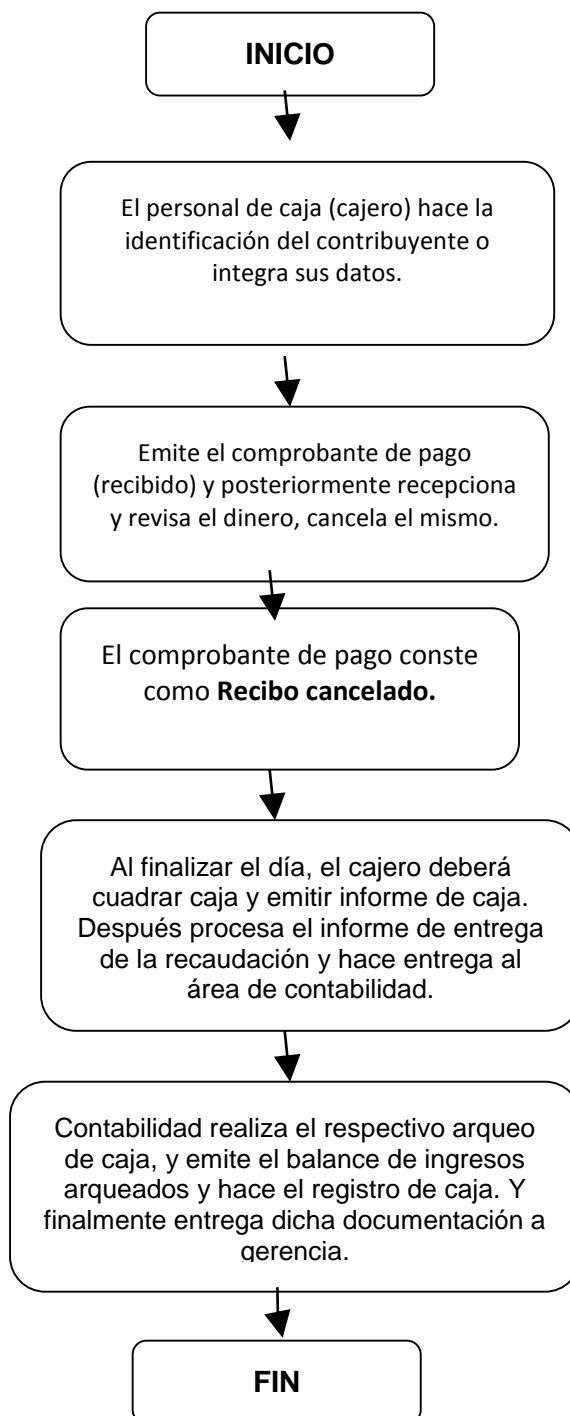 INICIO
El personal de caja (cajero) hace la
identificación del contribuyente o
integra sus datos.
Emite el comprobante de pago
(recibido) y posteriormente recepciona
y revisa el dinero, cancela el mismo.
El comprobante de pago conste
como Recibo cancelado.
Al finalizar el día, el cajero deberá
cuadrar caja y emitir informe de caja.
Después procesa el informe de entrega
de la recaudación y hace entrega al
área de contabilidad.
Contabilidad realiza el respectivo arqueo
de caja, y emite el balance de ingresos
arqueados y hace el registro de caja. Y
finalmente entrega dicha documentación a
gerencia.
FIN